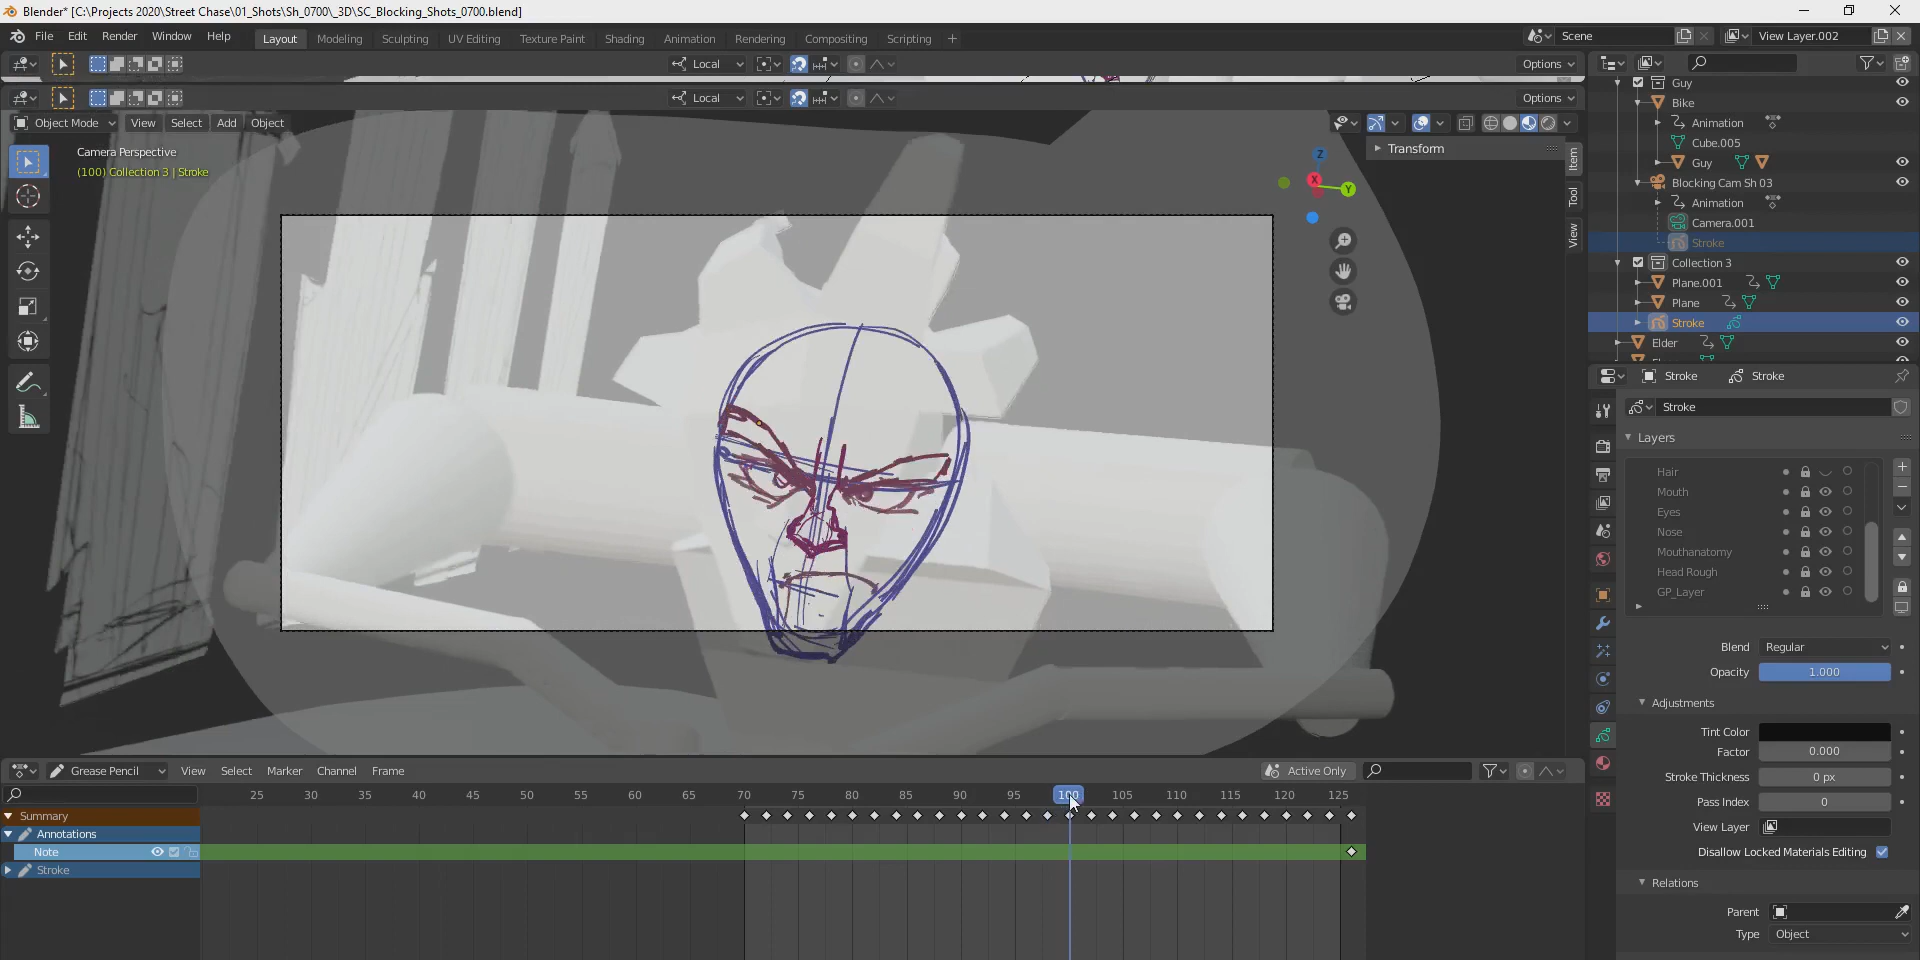 Blender* [C:\Projects 2020\Street Chase\01_Shots\Sh_0700\_3D\SC_Blocking_Shots_0700.blend]
File Edit Render Window Help Layout Modeling Sculpting UV Editing Texture Paint Shading Animation Rendering Compositing Scripting + Scene View Layer.002
Local Options
Local Options
Object Mode View Select Add Object
Camera Perspective
(100) Collection 3 | Stroke
Z
X
Y
Transform
Item
Tool
View
Guy
Bike
Animation
Cube.005
Guy
Blocking Cam Sh 03
Animation
Camera.001
Stroke
Collection 3
Plane.001
Plane
Stroke
Elder
Stroke Stroke
Stroke
Layers
Hair
Mouth
Eyes
Nose
Mouthanatomy
Head Rough
GP_Layer
Blend Regular
Opacity 1.000
Adjustments
Tint Color
Factor 0.000
Stroke Thickness 0 px
Pass Index 0
View Layer
Disallow Locked Materials Editing
Relations
Parent
Type Object
Grease Pencil View Select Marker Channel Frame Active Only
25 30 35 40 45 50 55 60 65 70 75 80 85 90 95 100 105 110 115 120 125
Summary
Annotations
Note
Stroke